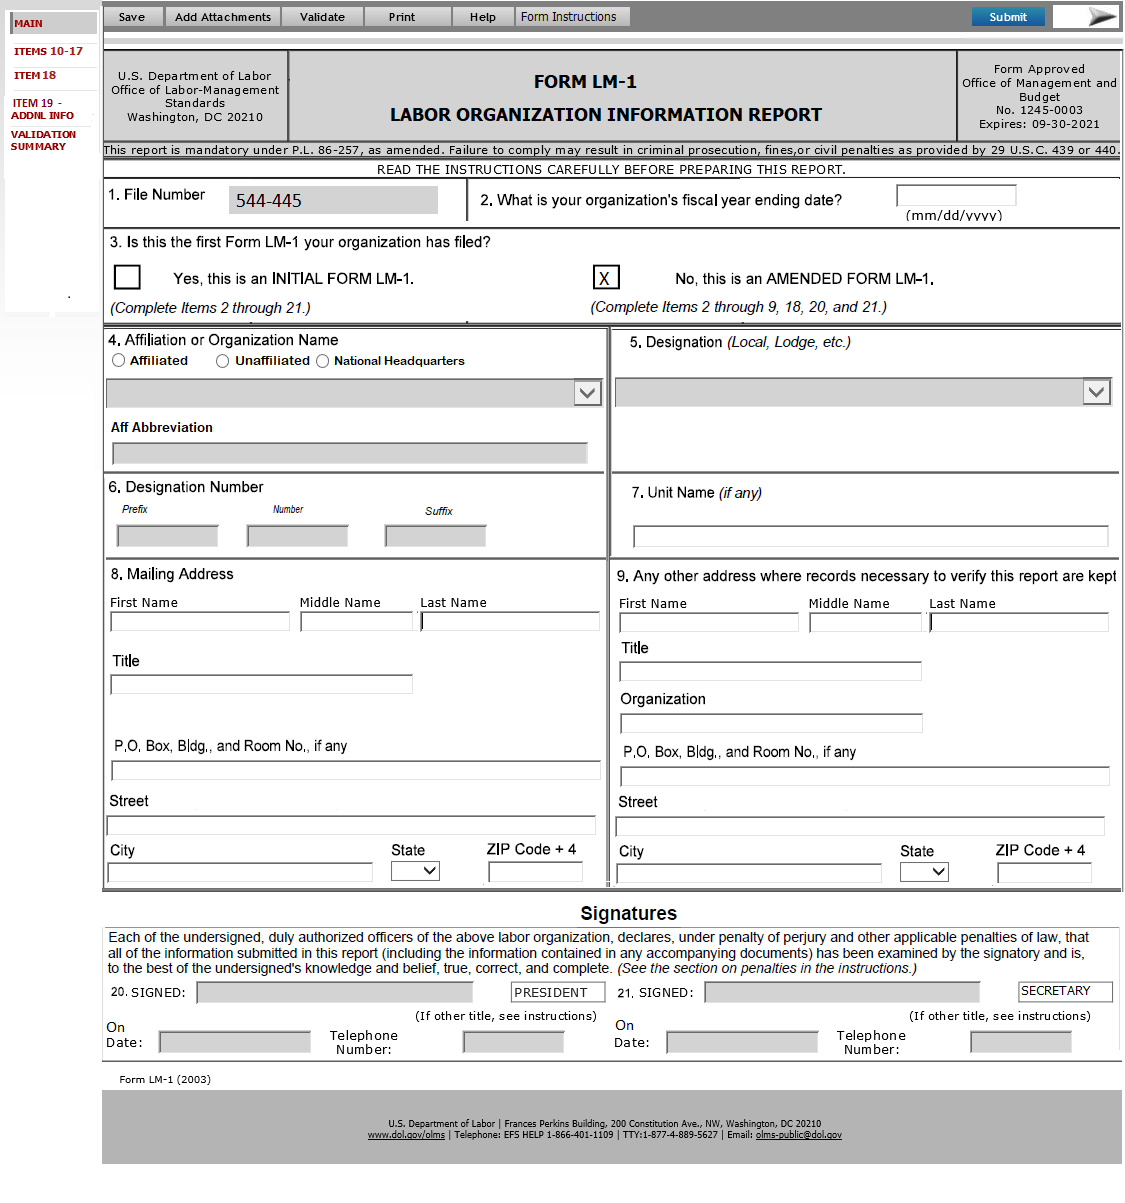 Save Add Attachments Validate Print Help Form Instructions Submit
MAIN
ITEMS 10-17
ITEM 18
ITEM 19 -
ADDNL INFO
VALIDATION
SUMMARY
U.S. Department of Labor
Office of Labor-Management
Standards
Washington, DC 20210
FORM LM-1
LABOR ORGANIZATION INFORMATION REPORT
Form Approved
Office of Management and
Budget
No. 1245-0003
Expires: 09-30-2021
This report is mandatory under P.L. 86-257, as amended. Failure to comply may result in criminal prosecution, fines,or civil penalties as provided by 29 U.S.C. 439 or 440.
READ THE INSTRUCTIONS CAREFULLY BEFORE PREPARING THIS REPORT.
1. File Number 544-445
2. What is your organization's fiscal year ending date?
(mm/dd/yyyy)
3. Is this the first Form LM-1 your organization has filed?
Yes, this is an INITIAL FORM LM-1.
X No, this is an AMENDED FORM LM-1.
(Complete Items 2 through 21.)
(Complete Items 2 through 9, 18, 20, and 21.)
4. Affiliation or Organization Name
Affiliated Unaffiliated National Headquarters
Aff Abbreviation
5. Designation (Local, Lodge, etc.)
6. Designation Number
Prefix Number Suffix
7. Unit Name (if any)
8. Mailing Address
First Name Middle Name Last Name
Title
P.O. Box, Bldg., and Room No., if any
Street
City State ZIP Code + 4
9. Any other address where records necessary to verify this report are kept
First Name Middle Name Last Name
Title
Organization
P.O. Box, Bldg., and Room No., if any
Street
City State ZIP Code + 4
Signatures
Each of the undersigned, duly authorized officers of the above labor organization, declares, under penalty of perjury and other applicable penalties of law, that
all of the information submitted in this report (including the information contained in any accompanying documents) has been examined by the signatory and is,
to the best of the undersigned's knowledge and belief, true, correct, and complete. (See the section on penalties in the instructions.)
20. SIGNED: PRESIDENT
(If other title, see instructions)
On
Date:
Telephone
Number:
21. SIGNED: SECRETARY
(If other title, see instructions)
On
Date:
Telephone
Number:
Form LM-1 (2003)
U.S. Department of Labor | Frances Perkins Building, 200 Constitution Ave., NW, Washington, DC 20210
www.dol.gov/olms | Telephone: EFS HELP 1-866-401-1109 | TTY:1-877-4-889-5627 | Email: olms-public@dol.gov